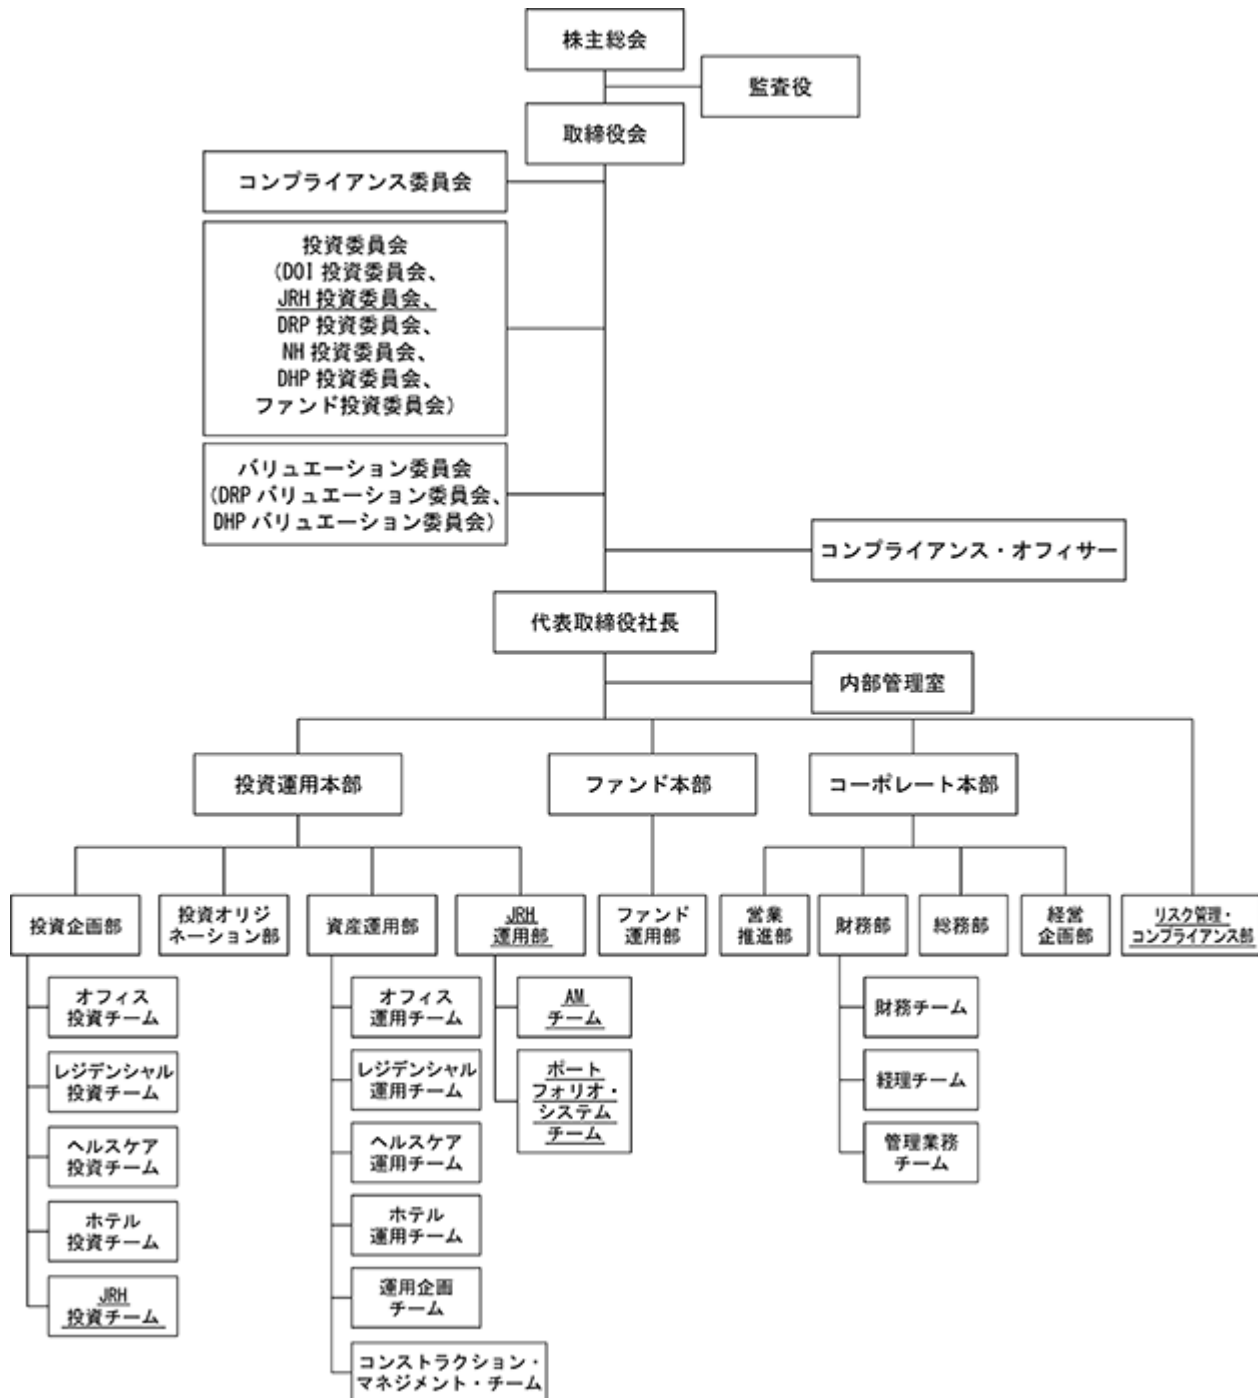 株主総会
監査役
取締役会
コンプライアンス委員会
投資委員会
(DOI 投資委員会、
JRH 投資委員会、
DRP 投資委員会、
NH 投資委員会、
DHP 投資委員会、
ファンド投資委員会)
バリュエーション委員会
(DRP バリュエーション委員会、
DHP バリュエーション委員会)
コンプライアンス・オフィサー
代表取締役社長
内部管理室
投資運用本部
ファンド本部
コーポレート本部
投資企画部
投資オリジ
ネーション部
資産運用部
JRH
運用部
ファンド
運用部
営業
推進部
財務部
総務部
経営
企画部
リスク管理・
コンプライアンス部
オフィス
投資チーム
レジデンシャル
投資チーム
ヘルスケア
投資チーム
ホテル
投資チーム
JRH
投資チーム
オフィス
運用チーム
レジデンシャル
運用チーム
ヘルスケア
運用チーム
ホテル
運用チーム
運用企画
チーム
コンストラクション・
マネジメント・チーム
AM
チーム
ポート
フォリオ・
システム
チーム
財務チーム
経理チーム
管理業務
チーム